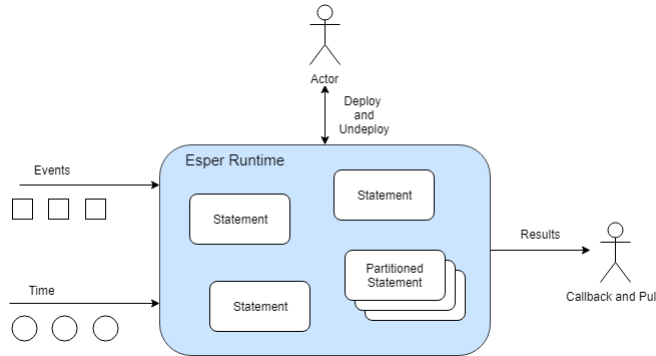 Actor
Deploy
and
Undeploy
Esper Runtime
Events
Statement
Statement
Results
Partitioned
Statement
Time
Statement
Callback and Pul